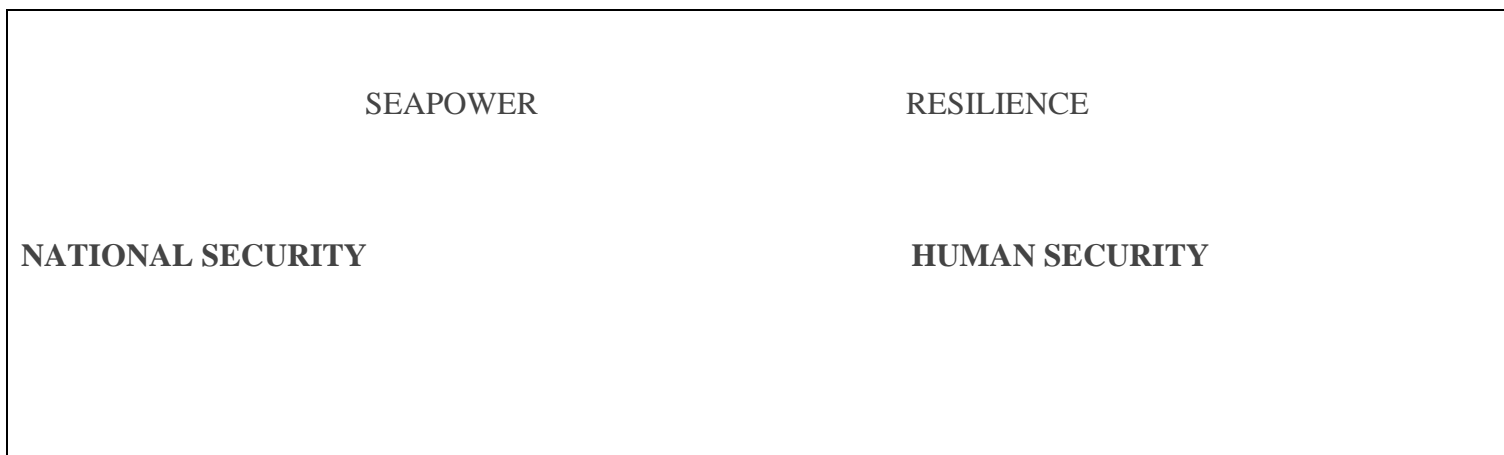 SEAPOWER RESILIENCE
NATIONAL SECURITY HUMAN SECURITY